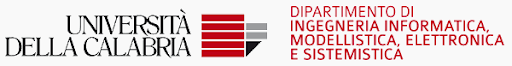 UNIVERSITÀ
DELLA CALABRIA
DIPARTIMENTO DI
INGEGNERIA INFORMATICA,
MODELLISTICA, ELETTRONICA
E SISTEMISTICA